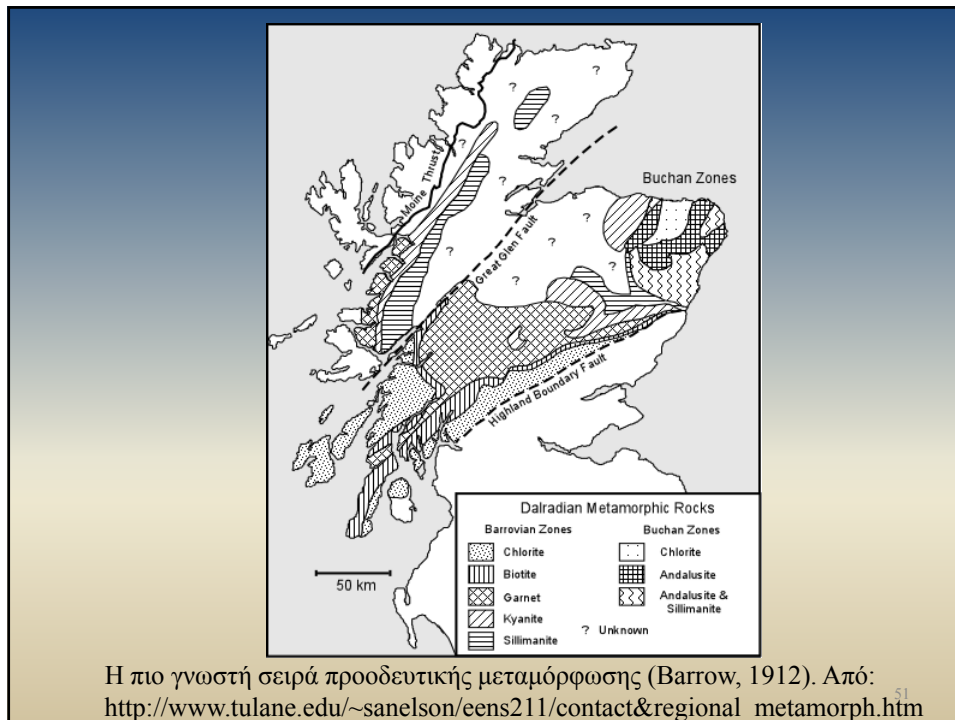 Buchan Zones
Moine Thrust
Great Glen Fault
Highland Boundary Fault
? ? ? ? ? ? ? ? ?
50 km
Dalradian Metamorphic Rocks
Barrovian Zones
Chlorite
Biotite
Garnet
Kyanite
Sillimanite
Buchan Zones
Chlorite
Andalusite
Andalusite &
Sillimanite
? Unknown
Η πιο γνωστή σειρά προοδευτικής μεταμόρφωσης (Barrow, 1912). Από:
http://www.tulane.edu/~sanelson/eens211/contact&regional_metamorph.htm
51